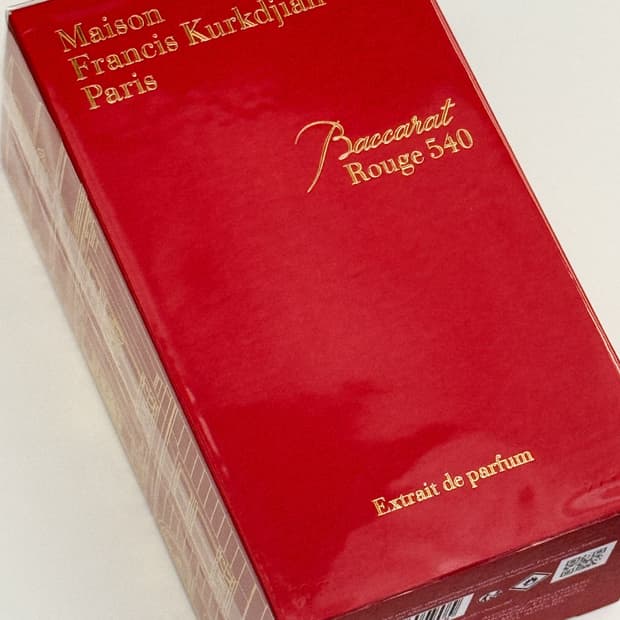 Maison
Francis Kurkdjian
Paris
Baccarat
Rouge 540
Extrait de parfum